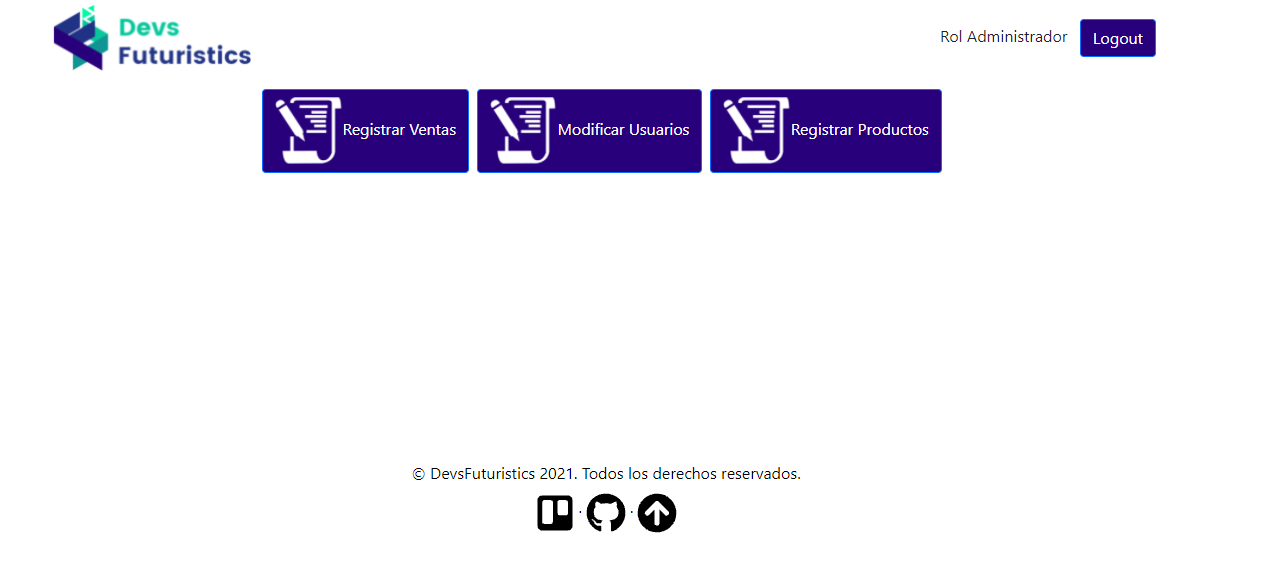 Devs
Futuristics
Rol Administrador
Logout
Registrar Ventas
Modificar Usuarios
Registrar Productos
© DevsFuturistics 2021. Todos los derechos reservados.
· ·